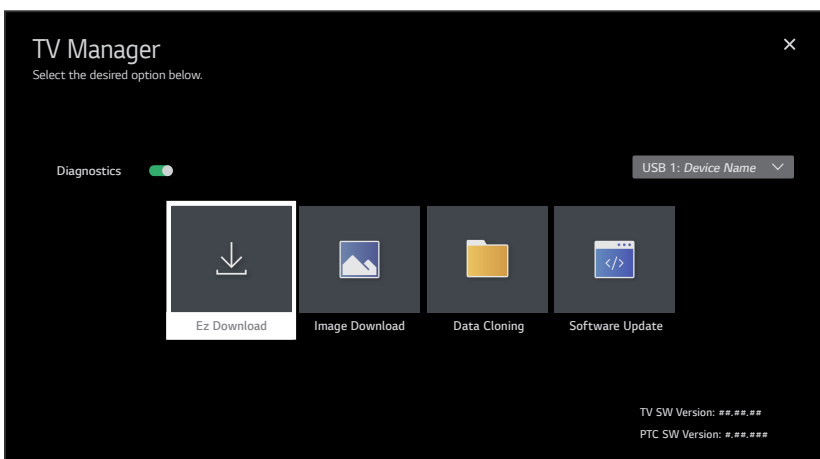 TV Manager
Select the desired option below.
Diagnostics
USB 1: Device Name
Ez Download
Image Download
Data Cloning
Software Update
TV SW Version: ##.##.##
PTC SW Version: #.##.###